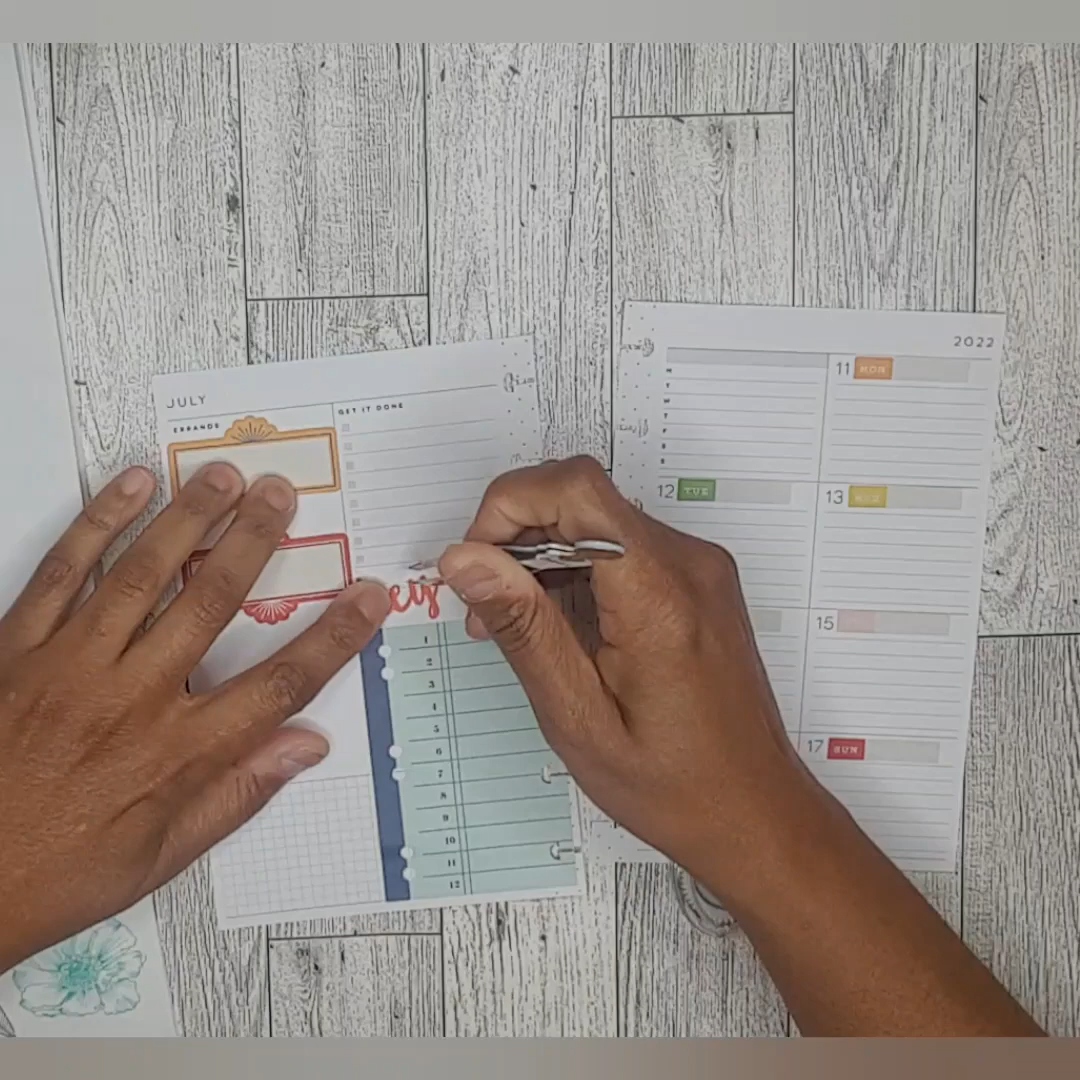 JULY
ERRANDS
GET IT DONE
1
2
3
4
5
6
7
8
9
10
11
12
2022
M
T
W
T
F
S
S
11 MON
12 TUE
13 WED
15
17 SUN